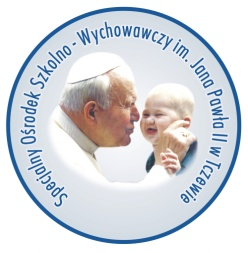 Specjalny Ośrodek Szkolno - Wychowawczy im. Jana Pawła II w Tczewie